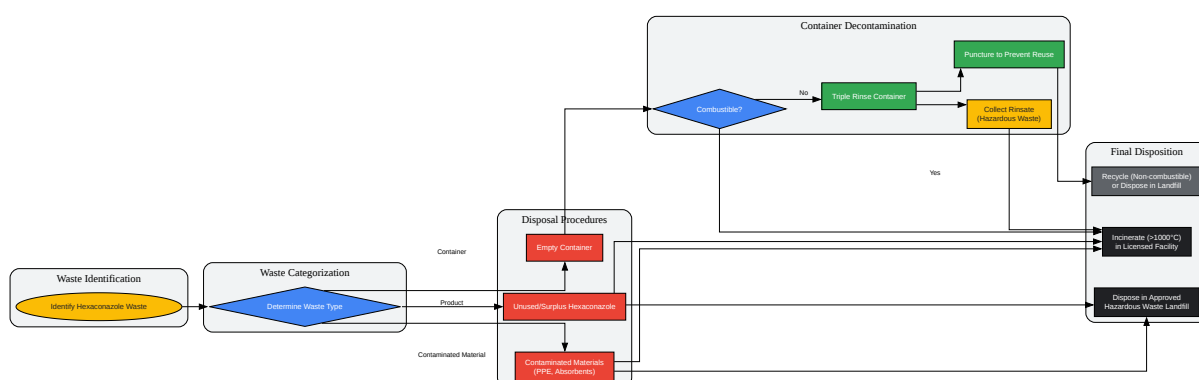 Container Decontamination
Puncture to Prevent Reuse
No
Triple Rinse Container
Combustible?
Collect Rinsate
(Hazardous Waste)
Final Disposition
Yes
Recycle (Non-combustible)
or Dispose in Landfill
Disposal Procedures
Container
Empty Container
Incinerate (>1000°C)
in Licensed Facility
Waste Identification
Waste Categorization
Identify Hexaconazole Waste
Determine Waste Type
Product
Unused/Surplus Hexaconazole
Dispose in Approved
Hazardous Waste Landfill
Contaminated Material
Contaminated Materials
(PPE, Absorbents)